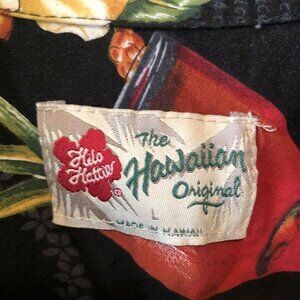 Hilo
Hattie
®
The
Hawaiian
Original
L
MADE IN HAWAII